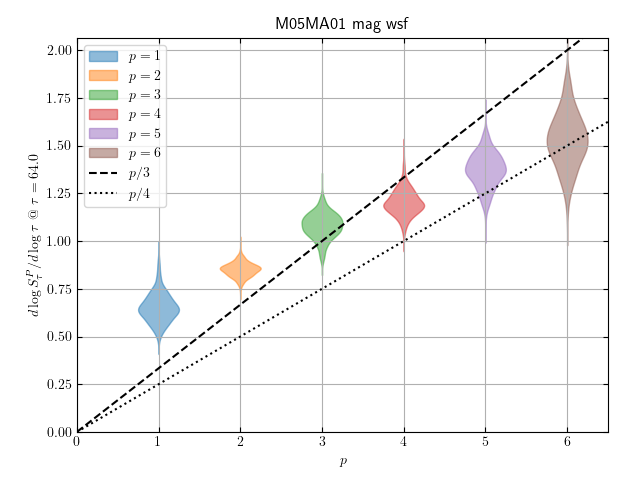 M05MA01 mag wsf
2.00
1.75
1.50
1.25
1.00
0.75
0.50
0.25
0.00
d log S_τ^P / d log τ @ τ = 64.0
p = 1
p = 2
p = 3
p = 4
p = 5
p = 6
p/3
p/4
0 1 2 3 4 5 6
p